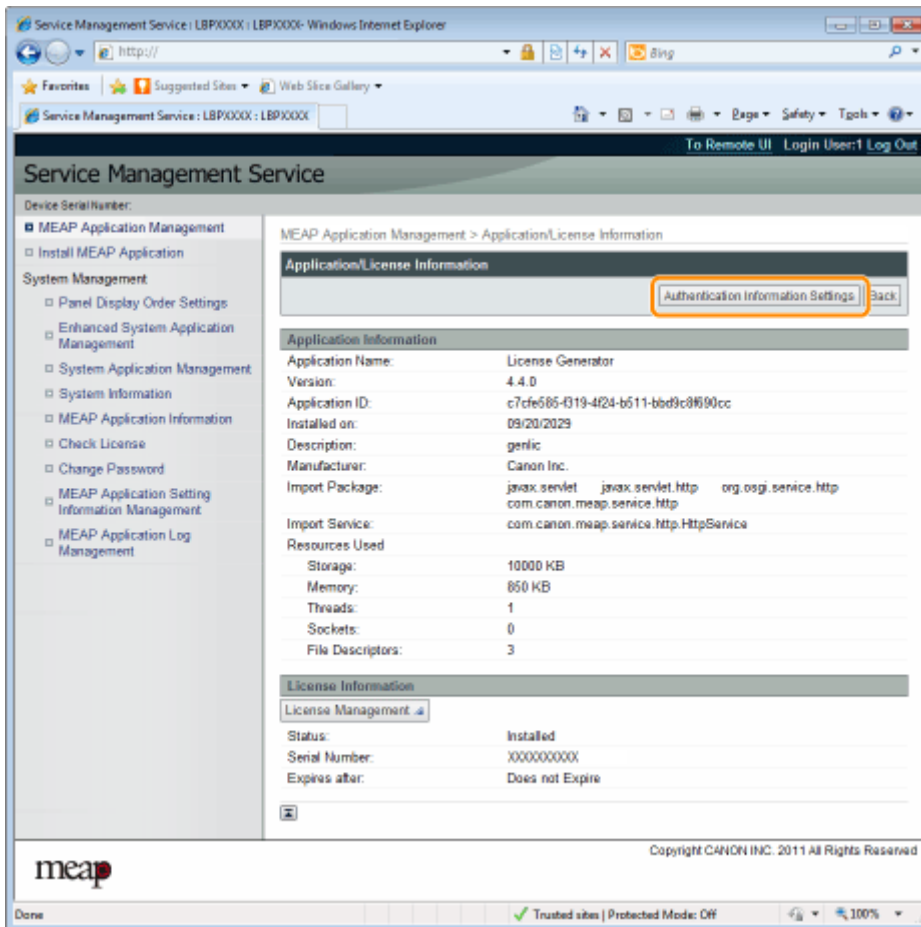 Service Management Service : LBPXXXX : LBPXXXX- Windows Internet Explorer
http://
Bing
Favorites Suggested Sites Web Slice Gallery
Service Management Service : LBPXXXX : LBPXXXX
Page Safety Tools
To Remote UI Login User:1 Log Out
Service Management Service
Device Serial Number:
MEAP Application Management
Install MEAP Application
System Management
Panel Display Order Settings
Enhanced System Application
Management
System Application Management
System Information
MEAP Application Information
Check License
Change Password
MEAP Application Setting
Information Management
MEAP Application Log
Management
MEAP Application Management > Application/License Information
Application/License Information
Authentication Information Settings Back
Application Information
Application Name: License Generator
Version: 4.4.0
Application ID: c7cfe585-f319-4f24-b511-bbd9c8f690cc
Installed on: 09/20/2029
Description: genlic
Manufacturer: Canon Inc.
Import Package: javax.servlet javax.servlet.http org.osgi.service.http
com.canon.meap.service.http
Import Service: com.canon.meap.service.http.HttpService
Resources Used
Storage: 10000 KB
Memory: 850 KB
Threads: 1
Sockets: 0
File Descriptors: 3
License Information
License Management
Status: Installed
Serial Number: XXXXXXXXXX
Expires after: Does not Expire
Copyright CANON INC. 2011 All Rights Reserved
meap
Done Trusted sites | Protected Mode: Off 100%